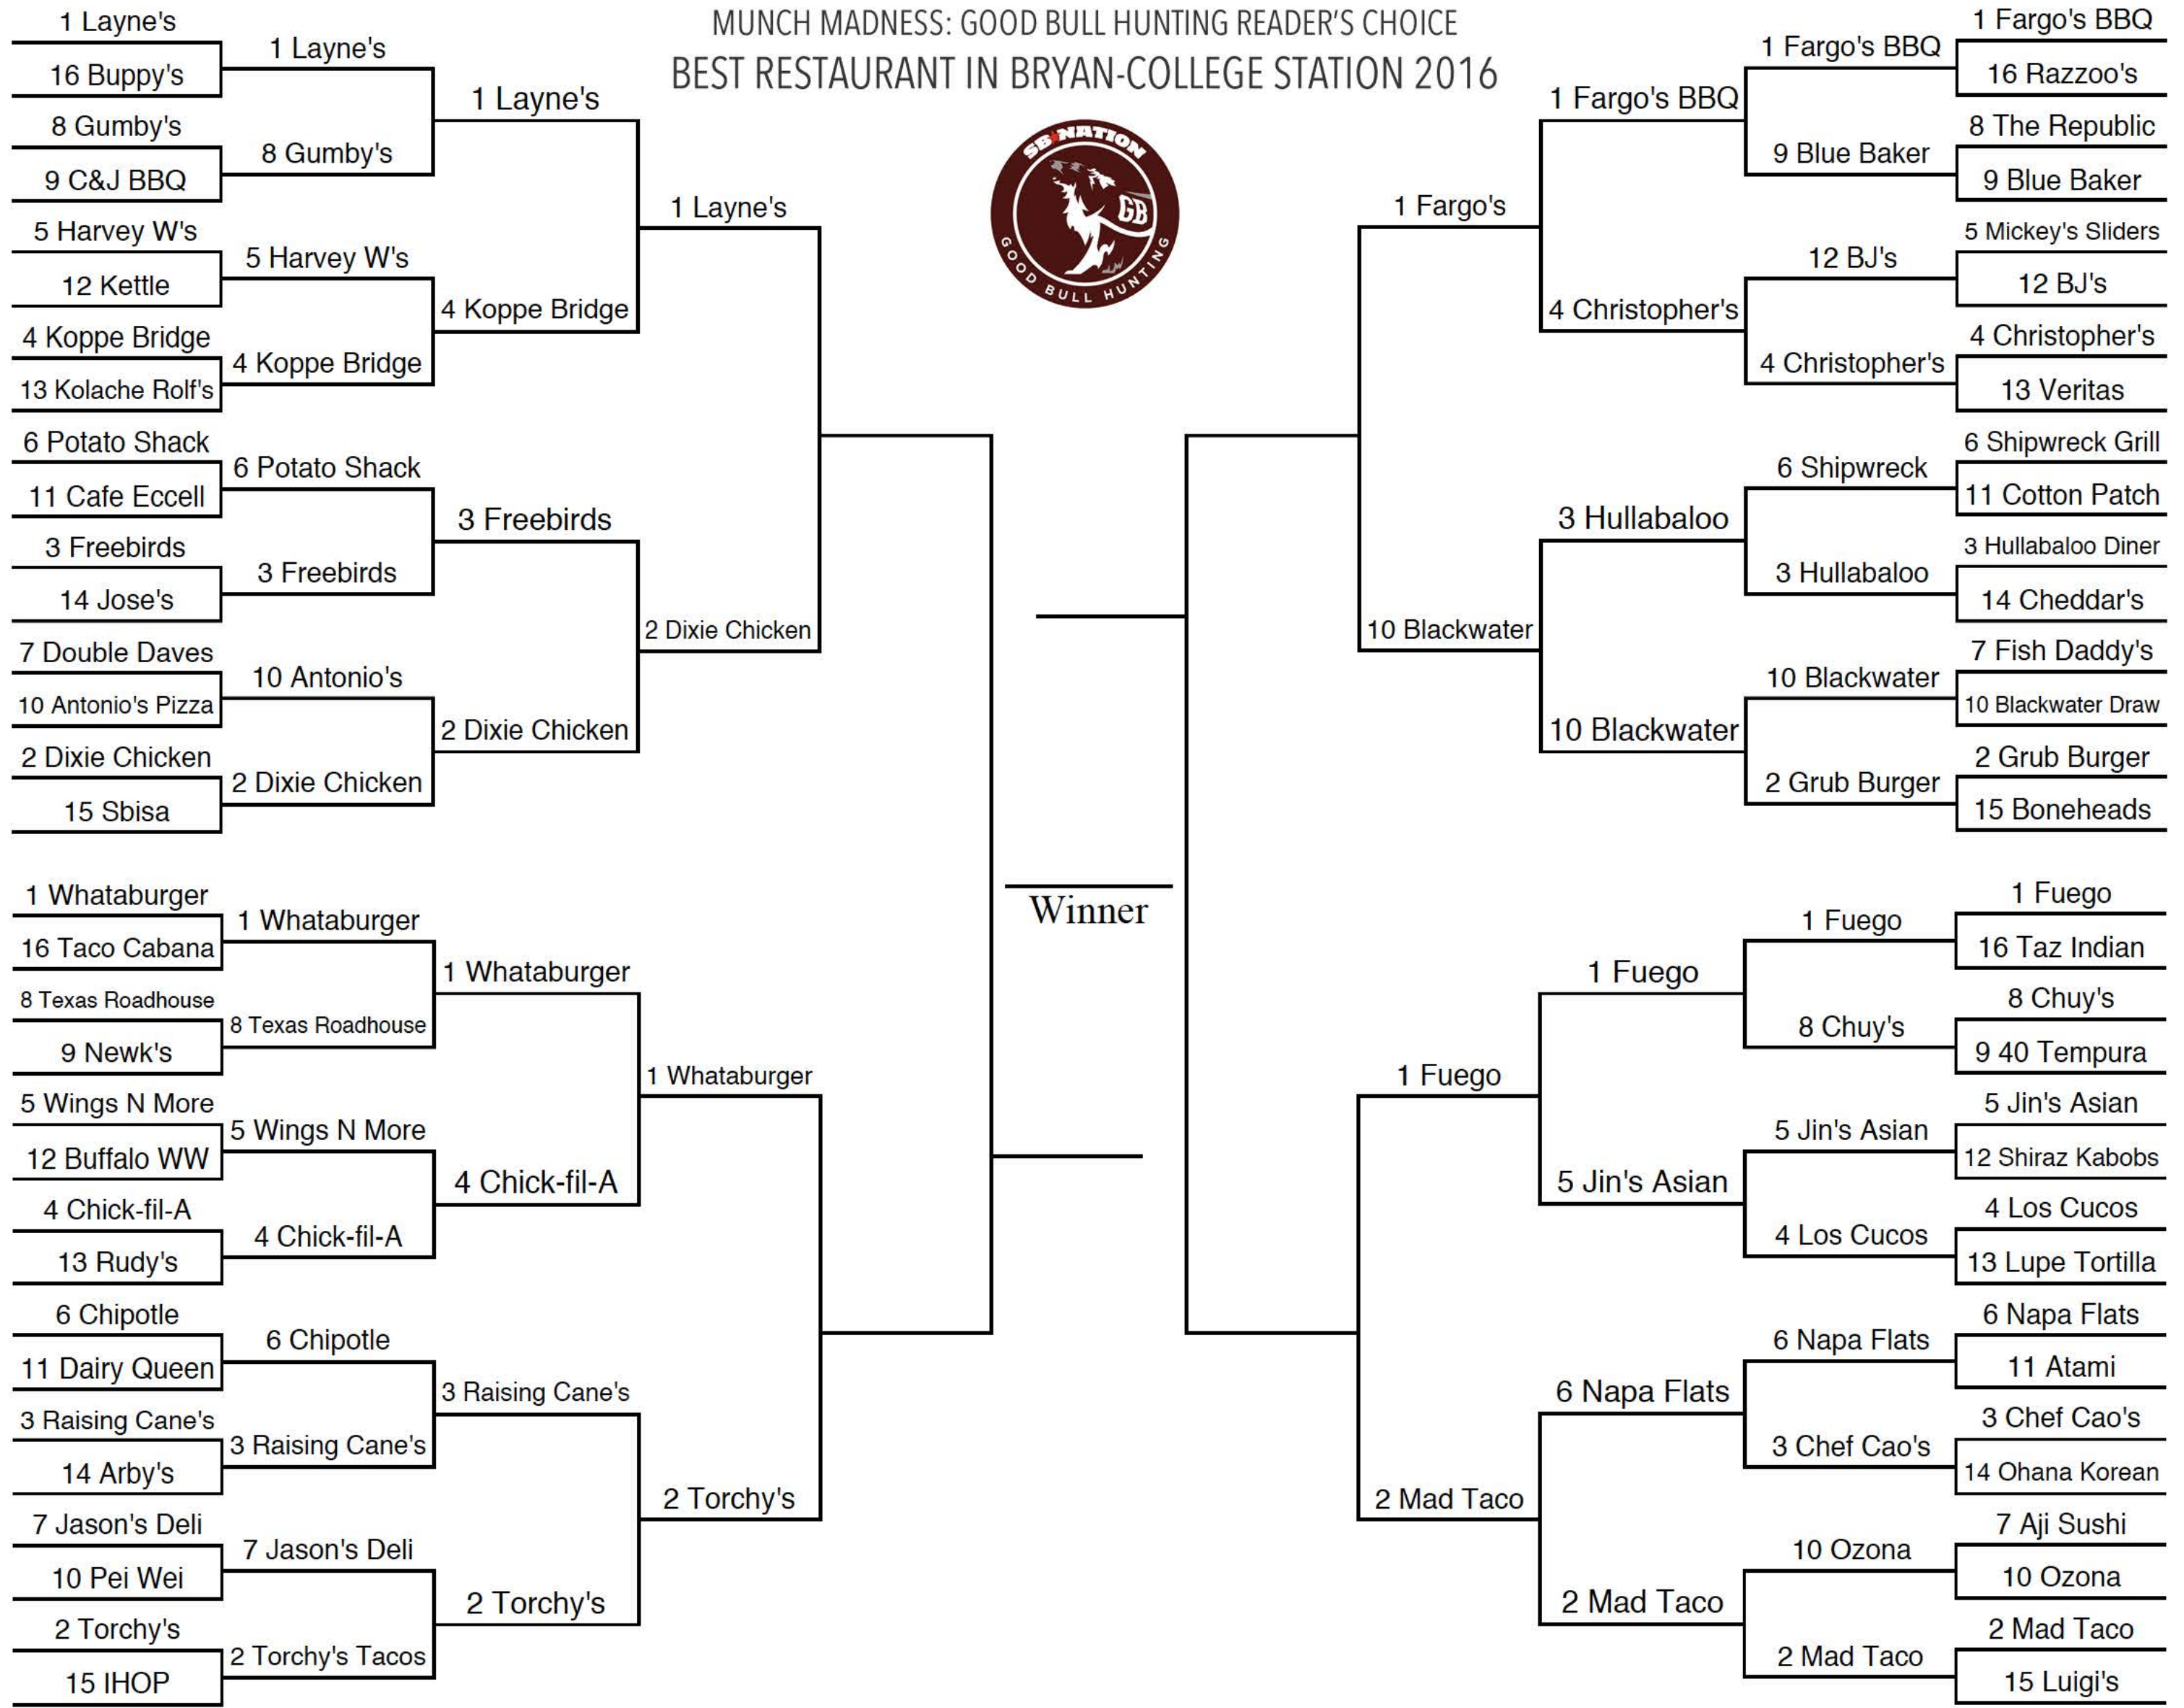 MUNCH MADNESS: GOOD BULL HUNTING READER'S CHOICE
BEST RESTAURANT IN BRYAN-COLLEGE STATION 2016
SB NATION
GB
GOOD BULL HUNTING
1 Layne's
16 Buppy's
8 Gumby's
9 C&J BBQ
5 Harvey W's
12 Kettle
4 Koppe Bridge
13 Kolache Rolf's
6 Potato Shack
11 Cafe Eccell
3 Freebirds
14 Jose's
7 Double Daves
10 Antonio's Pizza
2 Dixie Chicken
15 Sbisa
1 Whataburger
16 Taco Cabana
8 Texas Roadhouse
9 Newk's
5 Wings N More
12 Buffalo WW
4 Chick-fil-A
13 Rudy's
6 Chipotle
11 Dairy Queen
3 Raising Cane's
14 Arby's
7 Jason's Deli
10 Pei Wei
2 Torchy's
15 IHOP
1 Layne's
8 Gumby's
5 Harvey W's
4 Koppe Bridge
6 Potato Shack
3 Freebirds
10 Antonio's
2 Dixie Chicken
1 Whataburger
8 Texas Roadhouse
5 Wings N More
4 Chick-fil-A
6 Chipotle
3 Raising Cane's
7 Jason's Deli
2 Torchy's Tacos
1 Layne's
4 Koppe Bridge
3 Freebirds
2 Dixie Chicken
1 Whataburger
4 Chick-fil-A
3 Raising Cane's
2 Torchy's
1 Layne's
2 Dixie Chicken
1 Whataburger
2 Torchy's
Winner
1 Fargo's
10 Blackwater
1 Fuego
2 Mad Taco
1 Fargo's BBQ
4 Christopher's
3 Hullabaloo
10 Blackwater
1 Fuego
5 Jin's Asian
6 Napa Flats
2 Mad Taco
1 Fargo's BBQ
9 Blue Baker
12 BJ's
4 Christopher's
6 Shipwreck
3 Hullabaloo
10 Blackwater
2 Grub Burger
1 Fuego
8 Chuy's
5 Jin's Asian
4 Los Cucos
6 Napa Flats
3 Chef Cao's
10 Ozona
2 Mad Taco
1 Fargo's BBQ
16 Razzoo's
8 The Republic
9 Blue Baker
5 Mickey's Sliders
12 BJ's
4 Christopher's
13 Veritas
6 Shipwreck Grill
11 Cotton Patch
3 Hullabaloo Diner
14 Cheddar's
7 Fish Daddy's
10 Blackwater Draw
2 Grub Burger
15 Boneheads
1 Fuego
16 Taz Indian
8 Chuy's
9 40 Tempura
5 Jin's Asian
12 Shiraz Kabobs
4 Los Cucos
13 Lupe Tortilla
6 Napa Flats
11 Atami
3 Chef Cao's
14 Ohana Korean
7 Aji Sushi
10 Ozona
2 Mad Taco
15 Luigi's